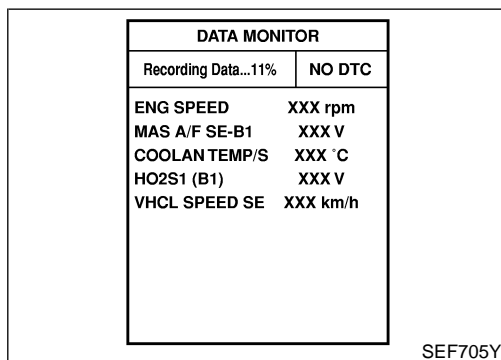 DATA MONITOR
Recording Data...11% NO DTC
ENG SPEED XXX rpm
MAS A/F SE-B1 XXX V
COOLAN TEMP/S XXX °C
HO2S1 (B1) XXX V
VHCL SPEED SE XXX km/h
SEF705Y